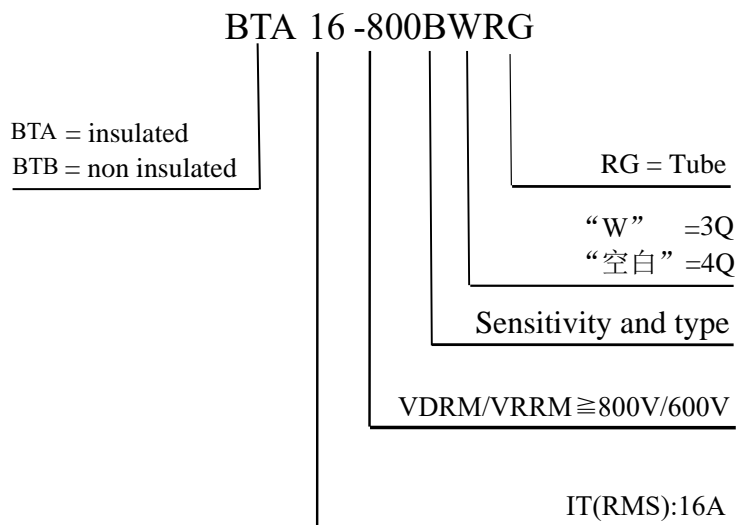 BTA 16 -800BWRG
BTA = insulated
BTB = non insulated
RG = Tube
“W” =3Q
“空白” =4Q
Sensitivity and type
VDRM/VRRM≧800V/600V
IT(RMS):16A